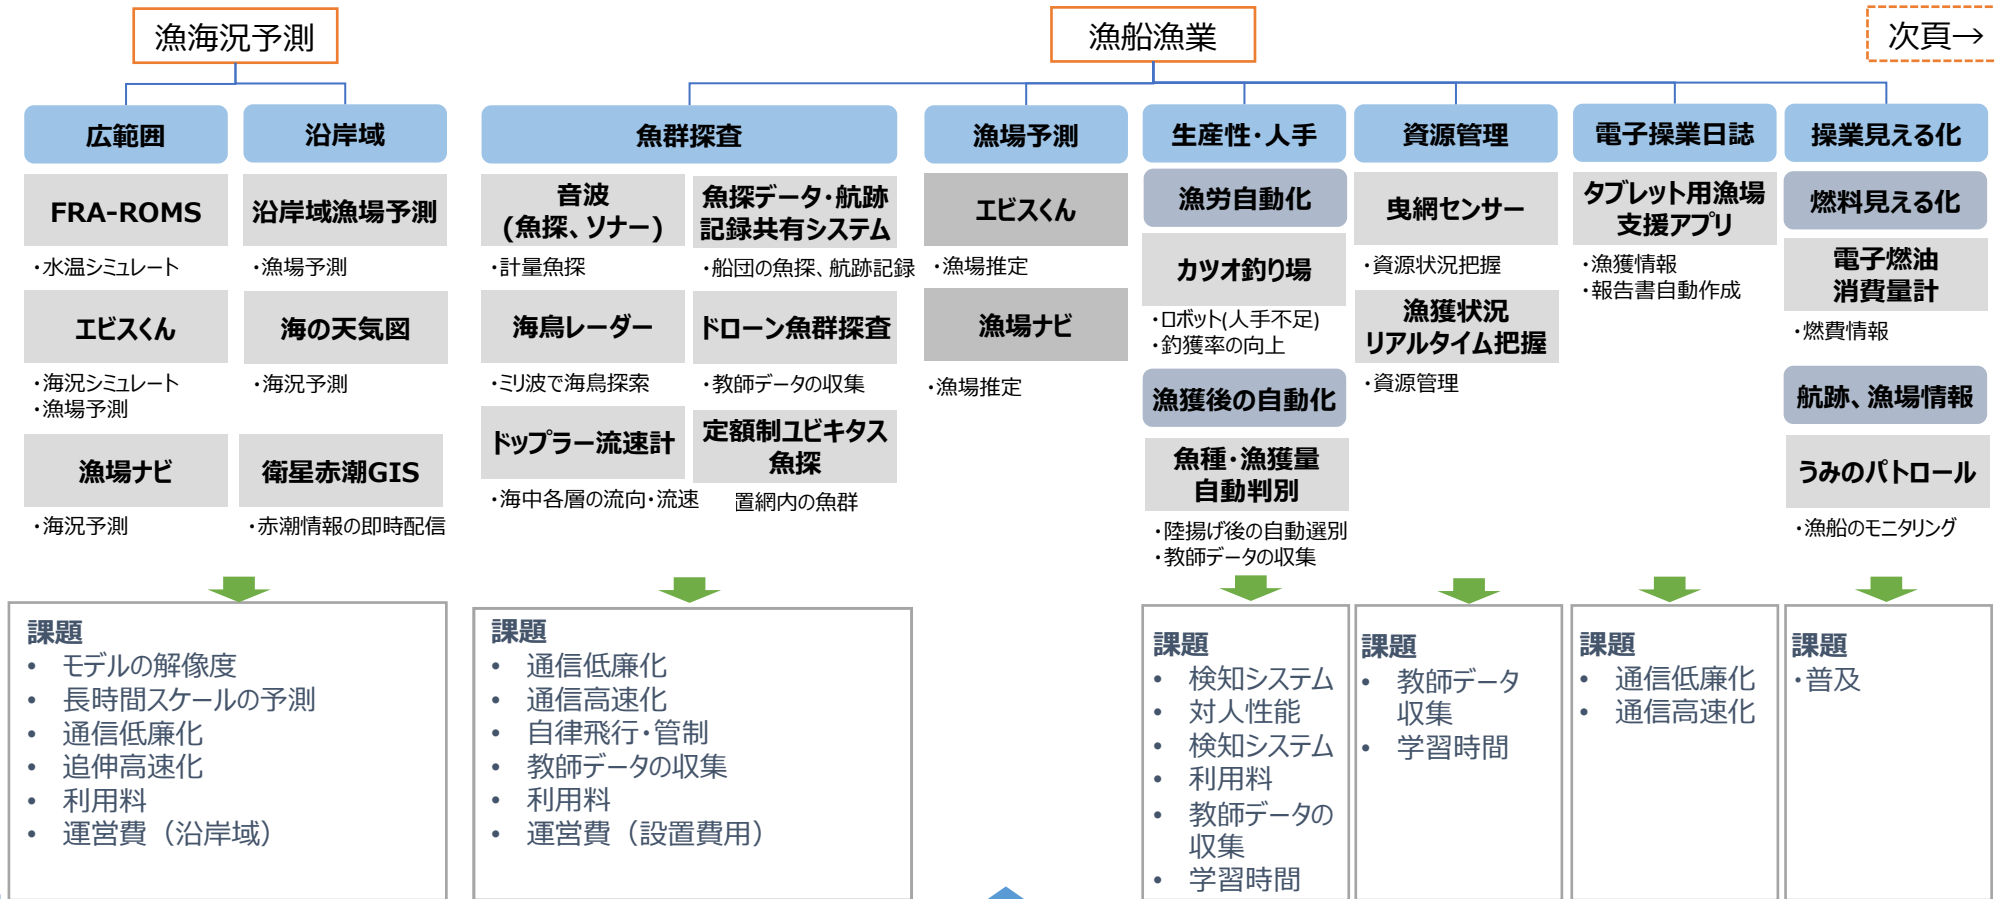 漁海況予測
漁船漁業
次頁→
広範囲
沿岸域
魚群探査
漁場予測
生産性・人手
資源管理
電子操業日誌
操業見える化
FRA-ROMS
・水温シミュレート
エビスくん
・海況シミュレート
・漁場予測
漁場ナビ
・海況予測
沿岸域漁場予測
・漁場予測
海の天気図
・海況予測
衛星赤潮GIS
・赤潮情報の即時配信
音波
(魚探、ソナー)
・計量魚探
海鳥レーダー
・ミリ波で海鳥探索
ドップラー流速計
・海中各層の流向・流速
魚探データ・航跡
記録共有システム
・船団の魚探、航跡記録
ドローン魚群探査
・教師データの収集
定額制ユビキタス
魚探
置網内の魚群
エビスくん
・漁場推定
漁場ナビ
・漁場推定
漁労自動化
カツオ釣り場
・ロボット(人手不足)
・釣獲率の向上
漁獲後の自動化
魚種・漁獲量
自動判別
・陸揚げ後の自動選別
・教師データの収集
曳網センサー
・資源状況把握
漁獲状況
リアルタイム把握
・資源管理
タブレット用漁場
支援アプリ
・漁獲情報
・報告書自動作成
燃料見える化
電子燃油
消費量計
・燃費情報
航跡、漁場情報
うみのパトロール
・漁船のモニタリング
課題
• モデルの解像度
• 長時間スケールの予測
• 通信低廉化
• 追伸高速化
• 利用料
• 運営費（沿岸域）
課題
• 通信低廉化
• 通信高速化
• 自律飛行・管制
• 教師データの収集
• 利用料
• 運営費（設置費用）
課題
• 検知システム
• 対人性能
• 検知システム
• 利用料
• 教師データの
収集
• 学習時間
課題
• 教師データ
収集
• 学習時間
課題
• 通信低廉化
• 通信高速化
課題
・普及